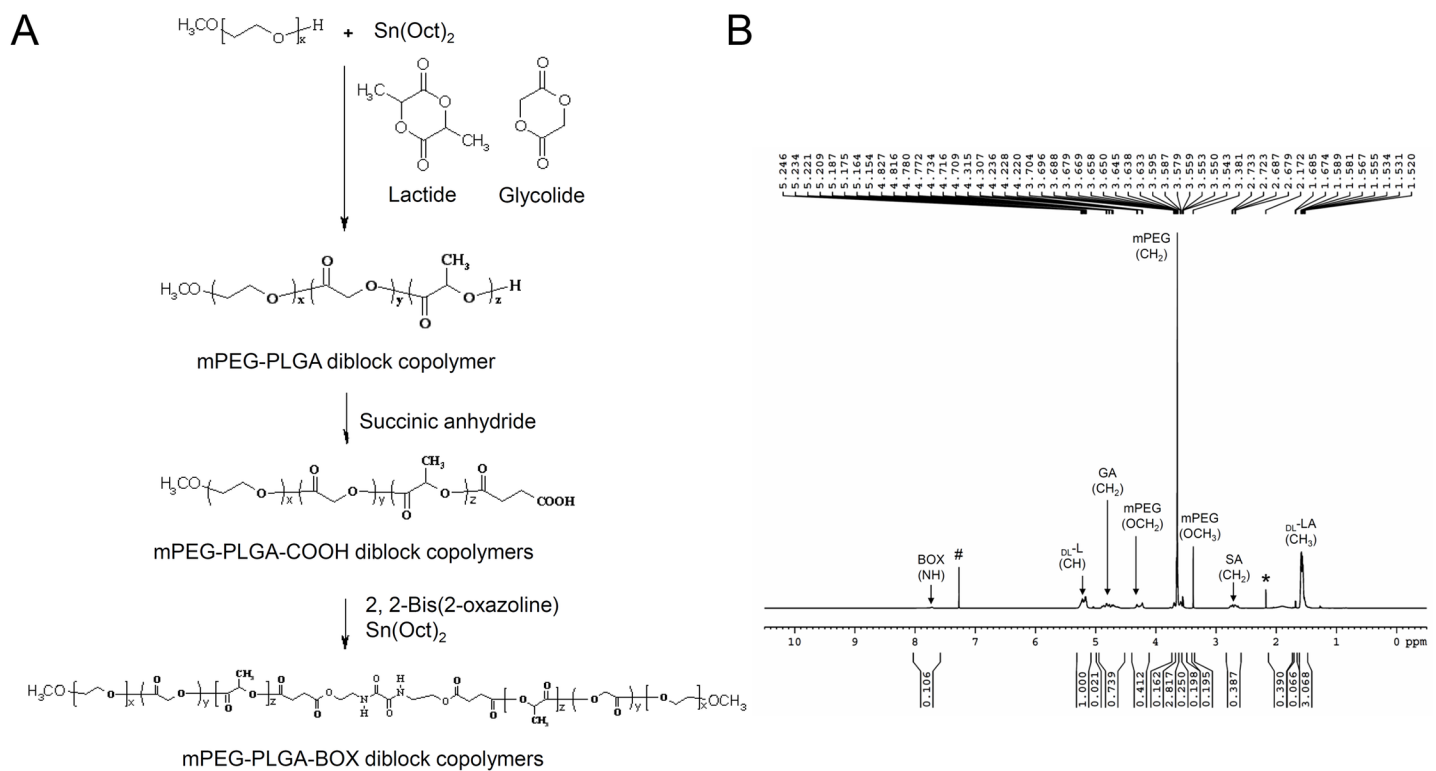 A
H₃CO
O
H
x
+
Sn(Oct)₂
O
H₃C
O
O
CH₃
O
O
O
O
O
Lactide
Glycolide
H₃CO
O
x
O
O
y
CH₃
O
O
z
H
mPEG-PLGA diblock copolymer
Succinic anhydride
H₃CO
O
x
O
O
y
CH₃
O
O
z
O
COOH
mPEG-PLGA-COOH diblock copolymers
2, 2-Bis(2-oxazoline)
Sn(Oct)₂
H₃CO
O
x
O
O
y
CH₃
O
O
z
O
O
O
N
H
O
O
H
N
O
O
O
O
O
CH₃
z
O
O
y
O
x
OCH₃
mPEG-PLGA-BOX diblock copolymers
B
5.246
5.234
5.221
5.209
5.187
5.175
5.164
5.154
4.827
4.816
4.780
4.772
4.734
4.716
4.709
4.315
4.307
4.236
4.228
4.220
3.704
3.696
3.688
3.679
3.669
3.658
3.650
3.645
3.638
3.633
3.595
3.587
3.579
3.559
3.553
3.550
3.543
3.381
2.733
2.723
2.687
2.679
2.172
1.685
1.674
1.589
1.581
1.567
1.555
1.534
1.531
1.520
mPEG
(CH₂)
GA
(CH₂)
mPEG
(OCH₂)
mPEG
(OCH₃)
DL-LA
(CH₃)
BOX
(NH)
#
DL-L
(CH)
SA
(CH₂)
*
10 9 8 7 6 5 4 3 2 1 0 ppm
0.106
1.000
0.021
0.739
0.412
0.162
2.817
0.250
0.198
0.195
0.387
0.390
0.066
3.068